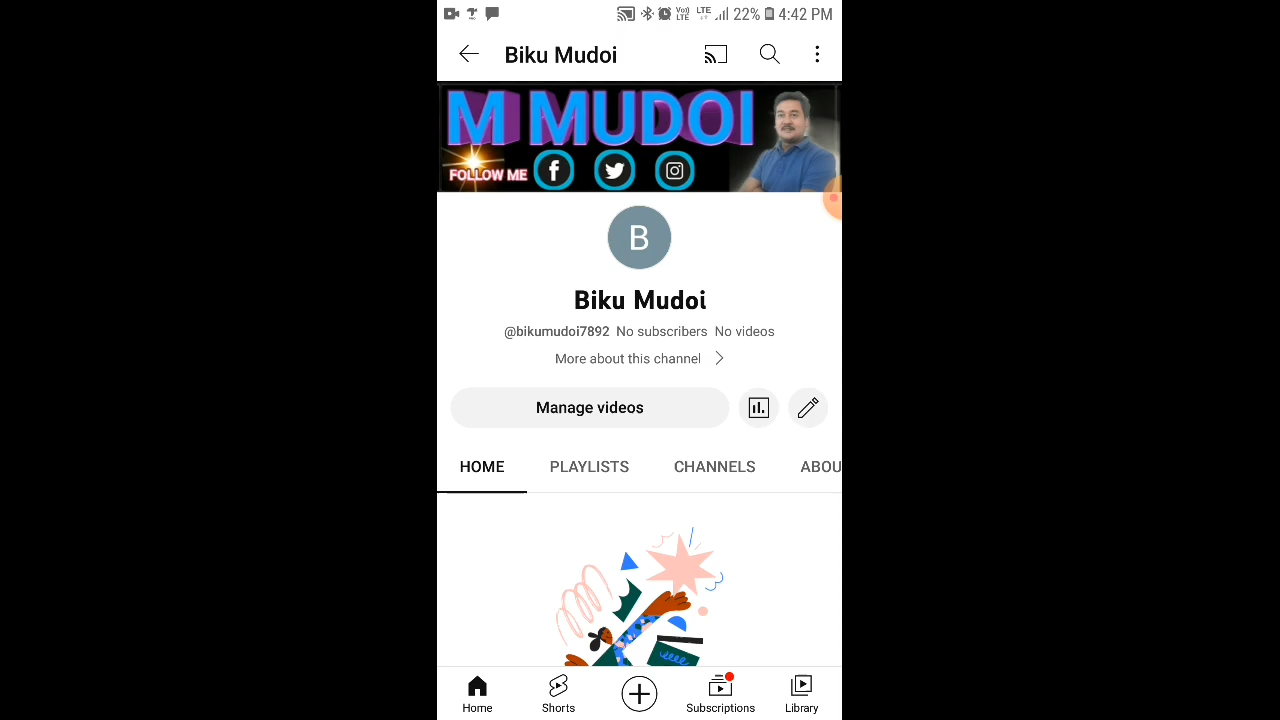 22% 4:42 PM
Biku Mudoi
M MUDOI
FOLLOW ME
B
Biku Mudoi
@bikumudoi7892 No subscribers No videos
More about this channel
Manage videos
HOME PLAYLISTS CHANNELS ABOU
Home Shorts Subscriptions Library